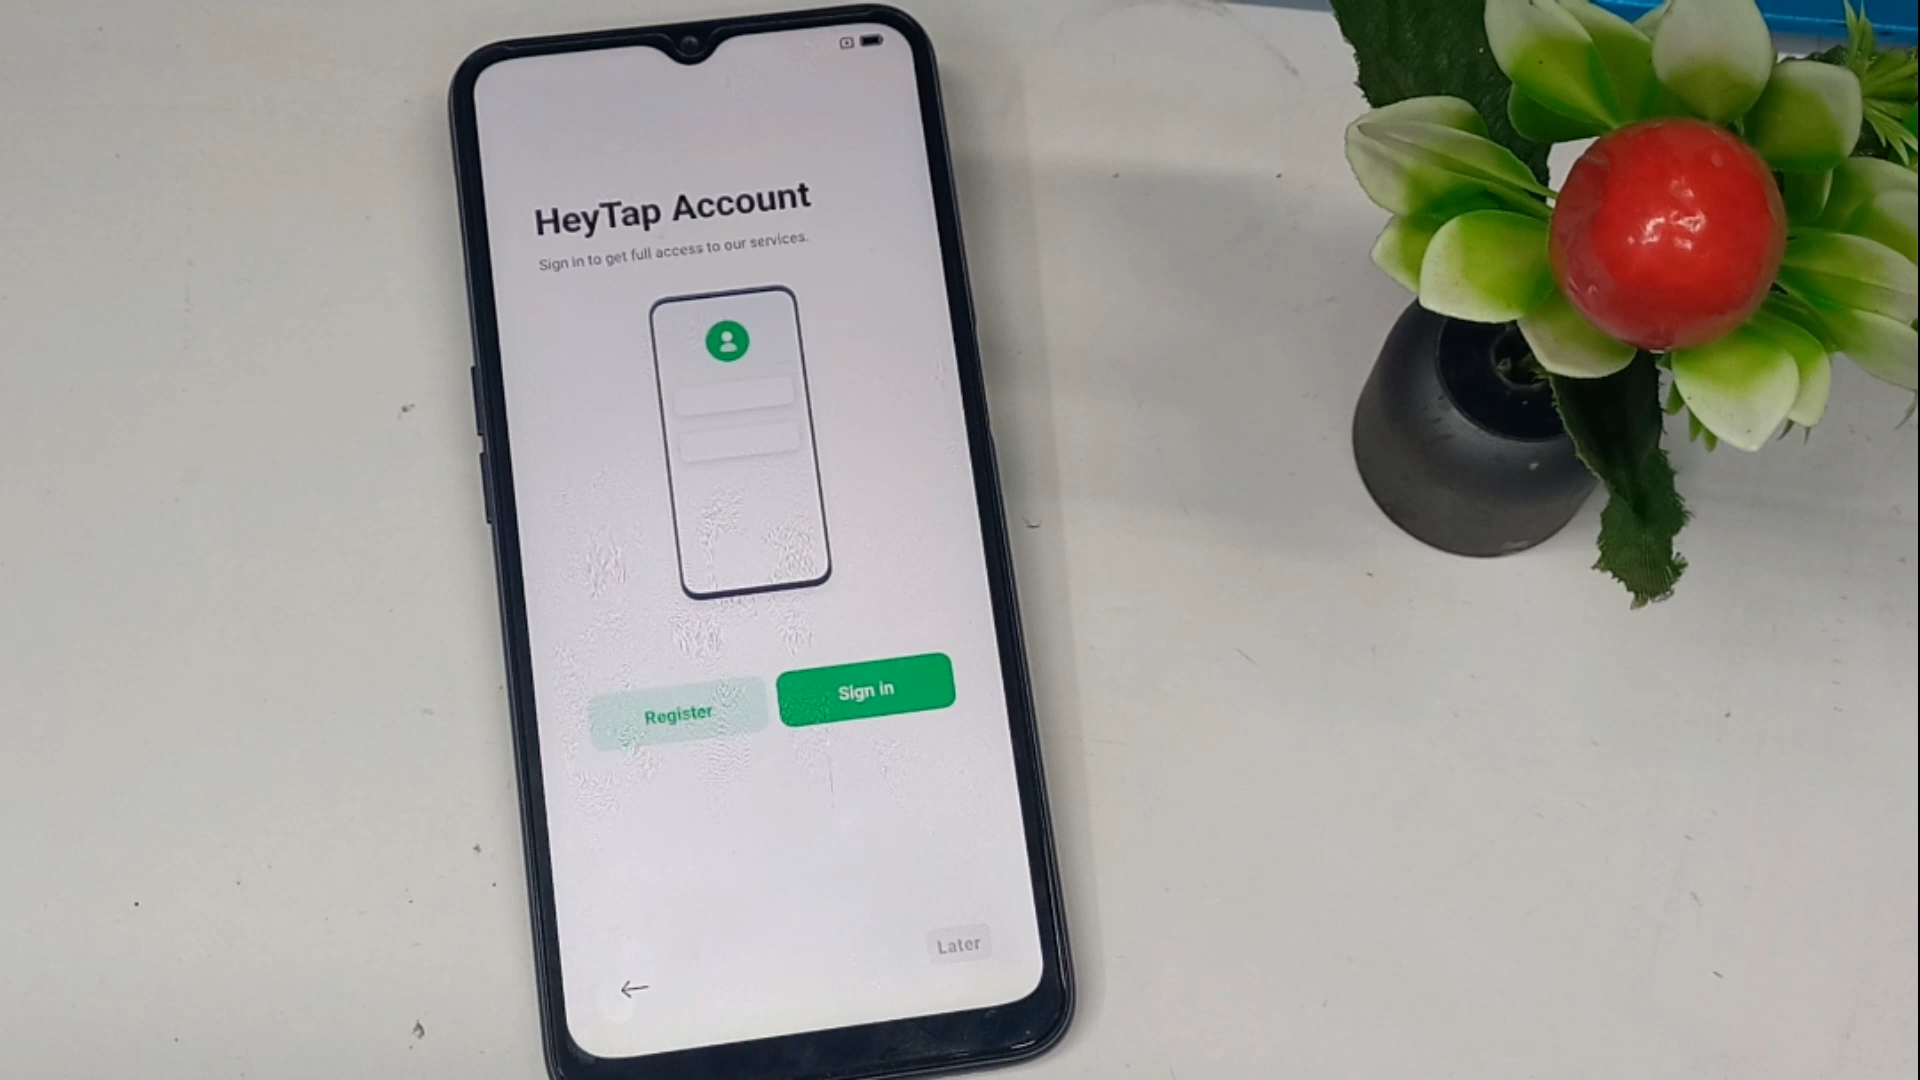 HeyTap Account
Sign in to get full access to our services.
Register
Sign in
Later